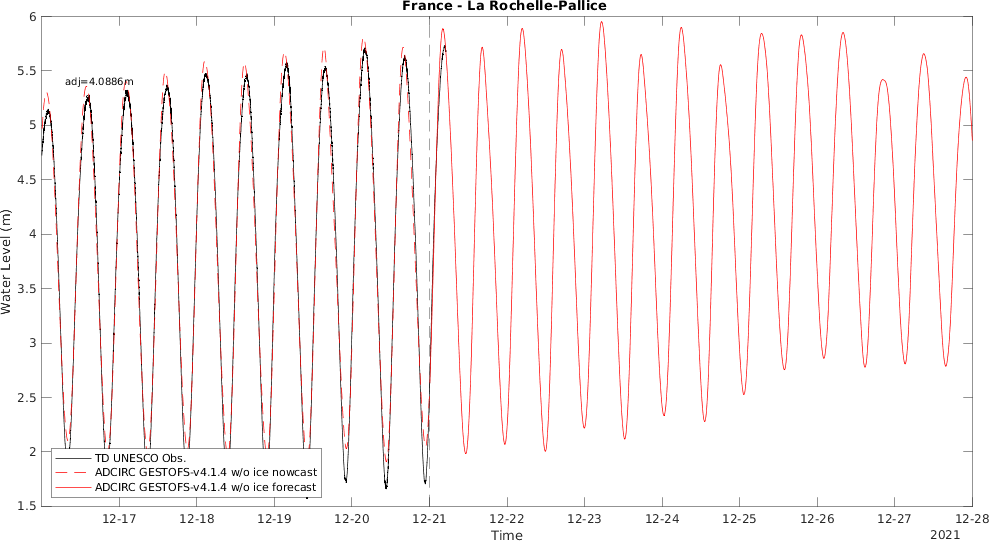 France - La Rochelle-Pallice
6
5.5
5
4.5
4
3.5
3
2.5
2
1.5
Water Level (m)
adj=4.0886m
TD UNESCO Obs.
ADCIRC GESTOFS-v4.1.4 w/o ice nowcast
ADCIRC GESTOFS-v4.1.4 w/o ice forecast
12-17 12-18 12-19 12-20 12-21 12-22 12-23 12-24 12-25 12-26 12-27 12-28
Time
2021